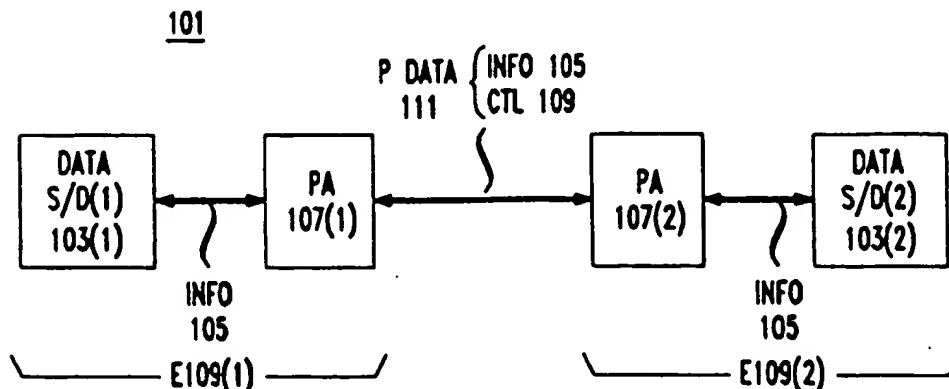 101
P DATA
111
INFO 105
CTL 109
DATA
S/D(1)
103(1)
PA
107(1)
PA
107(2)
DATA
S/D(2)
103(2)
INFO
105
INFO
105
E109(1)
E109(2)